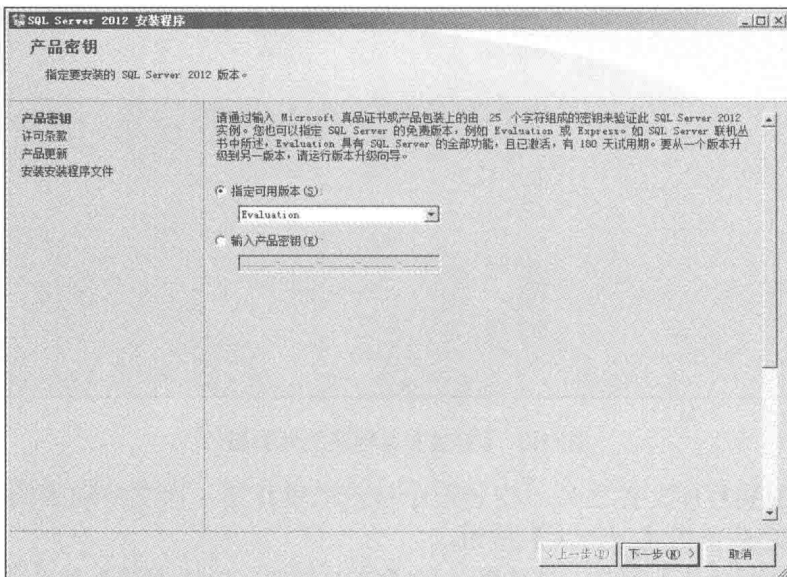 SQL Server 2012 安装程序
产品密钥
指定要安装的 SQL Server 2012 版本。
产品密钥
许可条款
产品更新
安装安装程序文件
请通过输入 Microsoft 真品证书或产品包装上的由 25 个字符组成的密钥来验证此 SQL Server 2012
实例。您也可以指定 SQL Server 的免费版本，例如 Evaluation 或 Express。如 SQL Server 联机丛
书中所述，Evaluation 具有 SQL Server 的全部功能，且已激活，有 180 天试用期。要从一个版本升
级到另一版本，请运行版本升级向导。
指定可用版本(S):
Evaluation
输入产品密钥(E):
< 上一步(B)
下一步(N) >
取消